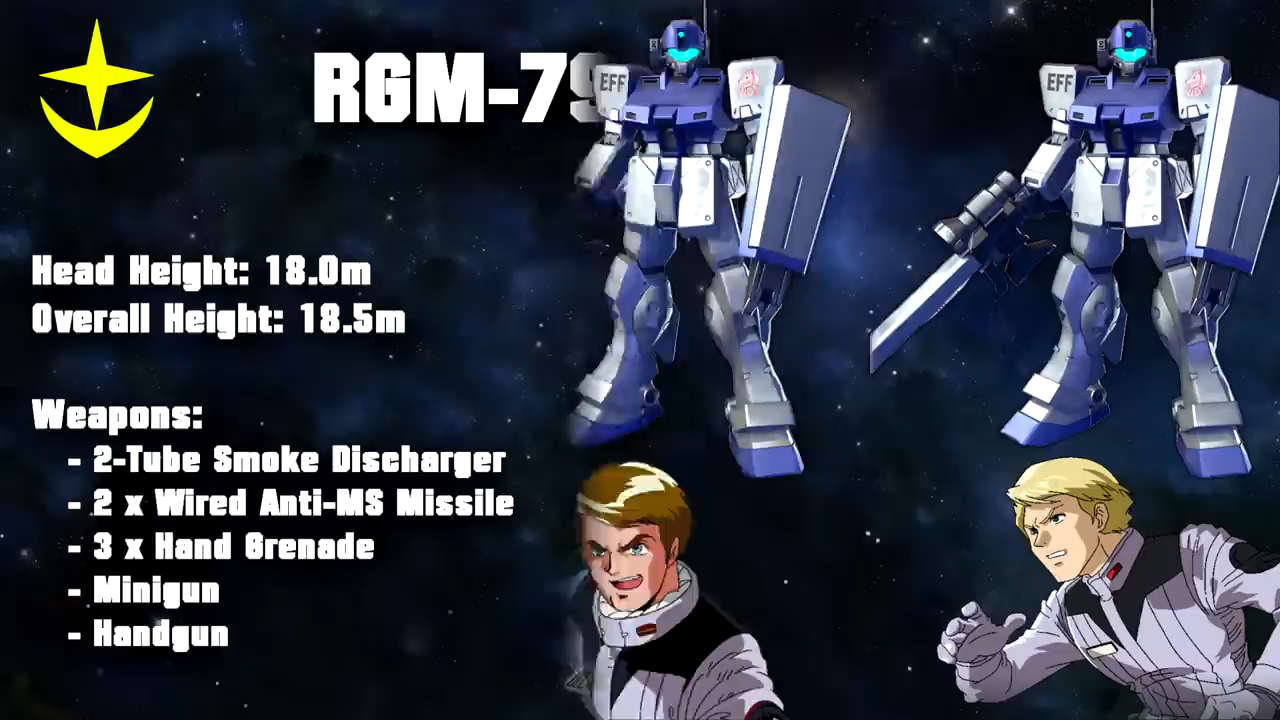 RGM-79
EFF
EFF
Head Height: 18.0m
Overall Height: 18.5m
Weapons:
- 2-Tube Smoke Discharger
- 2 x Wired Anti-MS Missile
- 3 x Hand Grenade
- Minigun
- Handgun